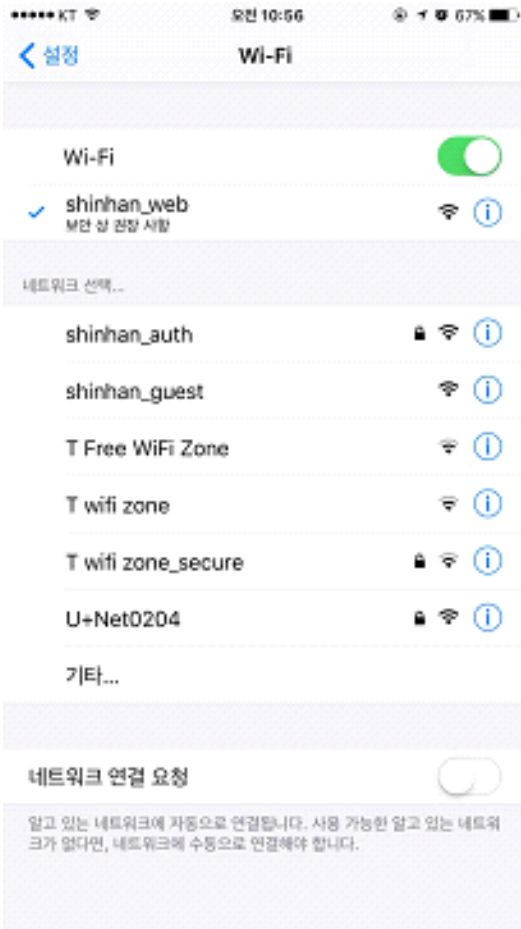 ●●●●● KT 오전 10:56 67%
설정 Wi-Fi
Wi-Fi
shinhan_web
보안 상 권장 사항
네트워크 선택...
shinhan_auth
shinhan_guest
T Free WiFi Zone
T wifi zone
T wifi zone_secure
U+Net0204
기타...
네트워크 연결 요청
알고 있는 네트워크에 자동으로 연결됩니다. 사용 가능한 알고 있는 네트워
크가 없다면, 네트워크에 수동으로 연결해야 합니다.